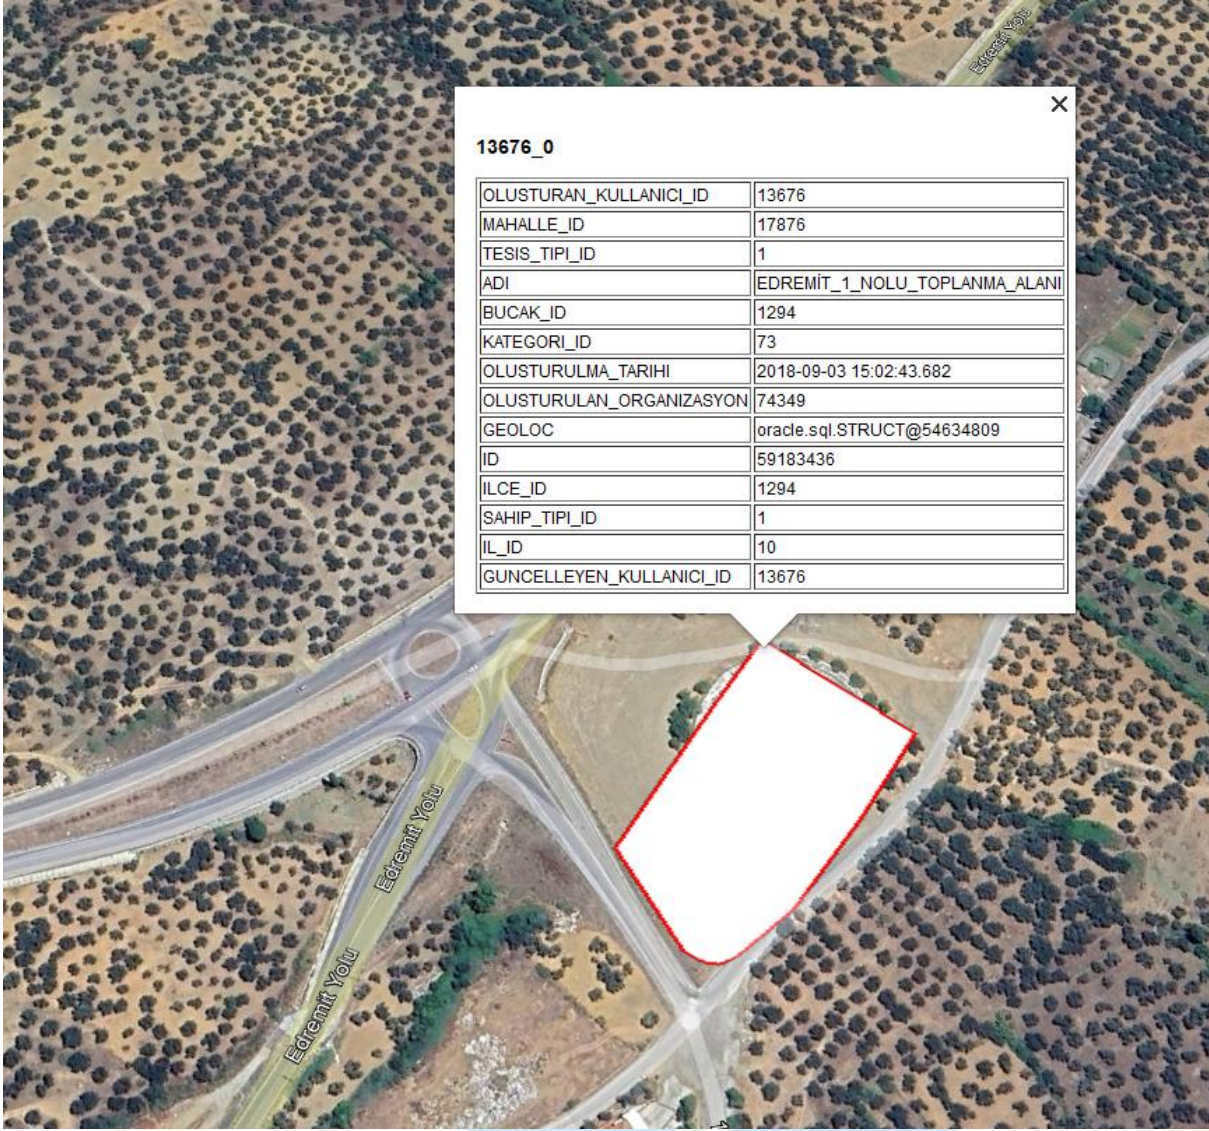 Edremit Yolu
13676_0
OLUSTURAN_KULLANICI_ID 13676
MAHALLE_ID 17876
TESIS_TIPI_ID 1
ADI EDREMİT_1_NOLU_TOPLANMA_ALANI
BUCAK_ID 1294
KATEGORI_ID 73
OLUSTURULMA_TARIHI 2018-09-03 15:02:43.682
OLUSTURULAN_ORGANIZASYON 74349
GEOLOC oracle.sql.STRUCT@54634809
ID 59183436
ILCE_ID 1294
SAHIP_TIPI_ID 1
IL_ID 10
GUNCELLEYEN_KULLANICI_ID 13676
Edremit Yolu
Edremit Yolu